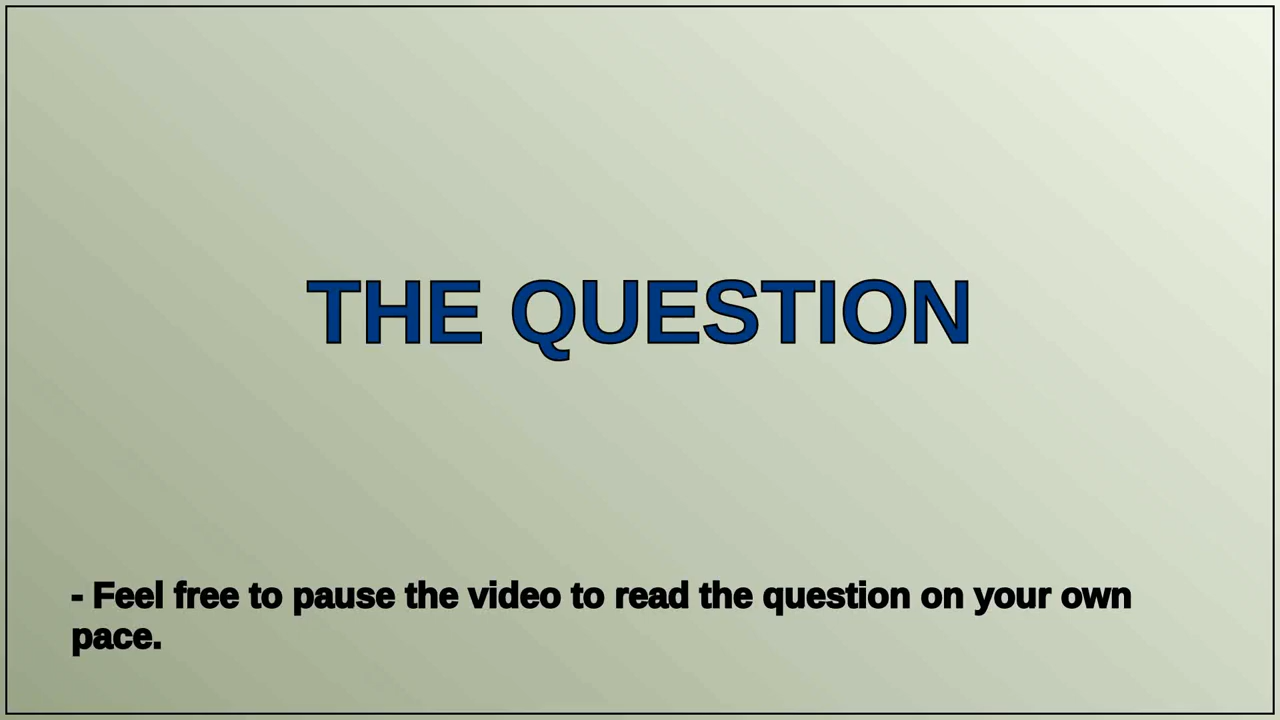 THE QUESTION
- Feel free to pause the video to read the question on your own
pace.